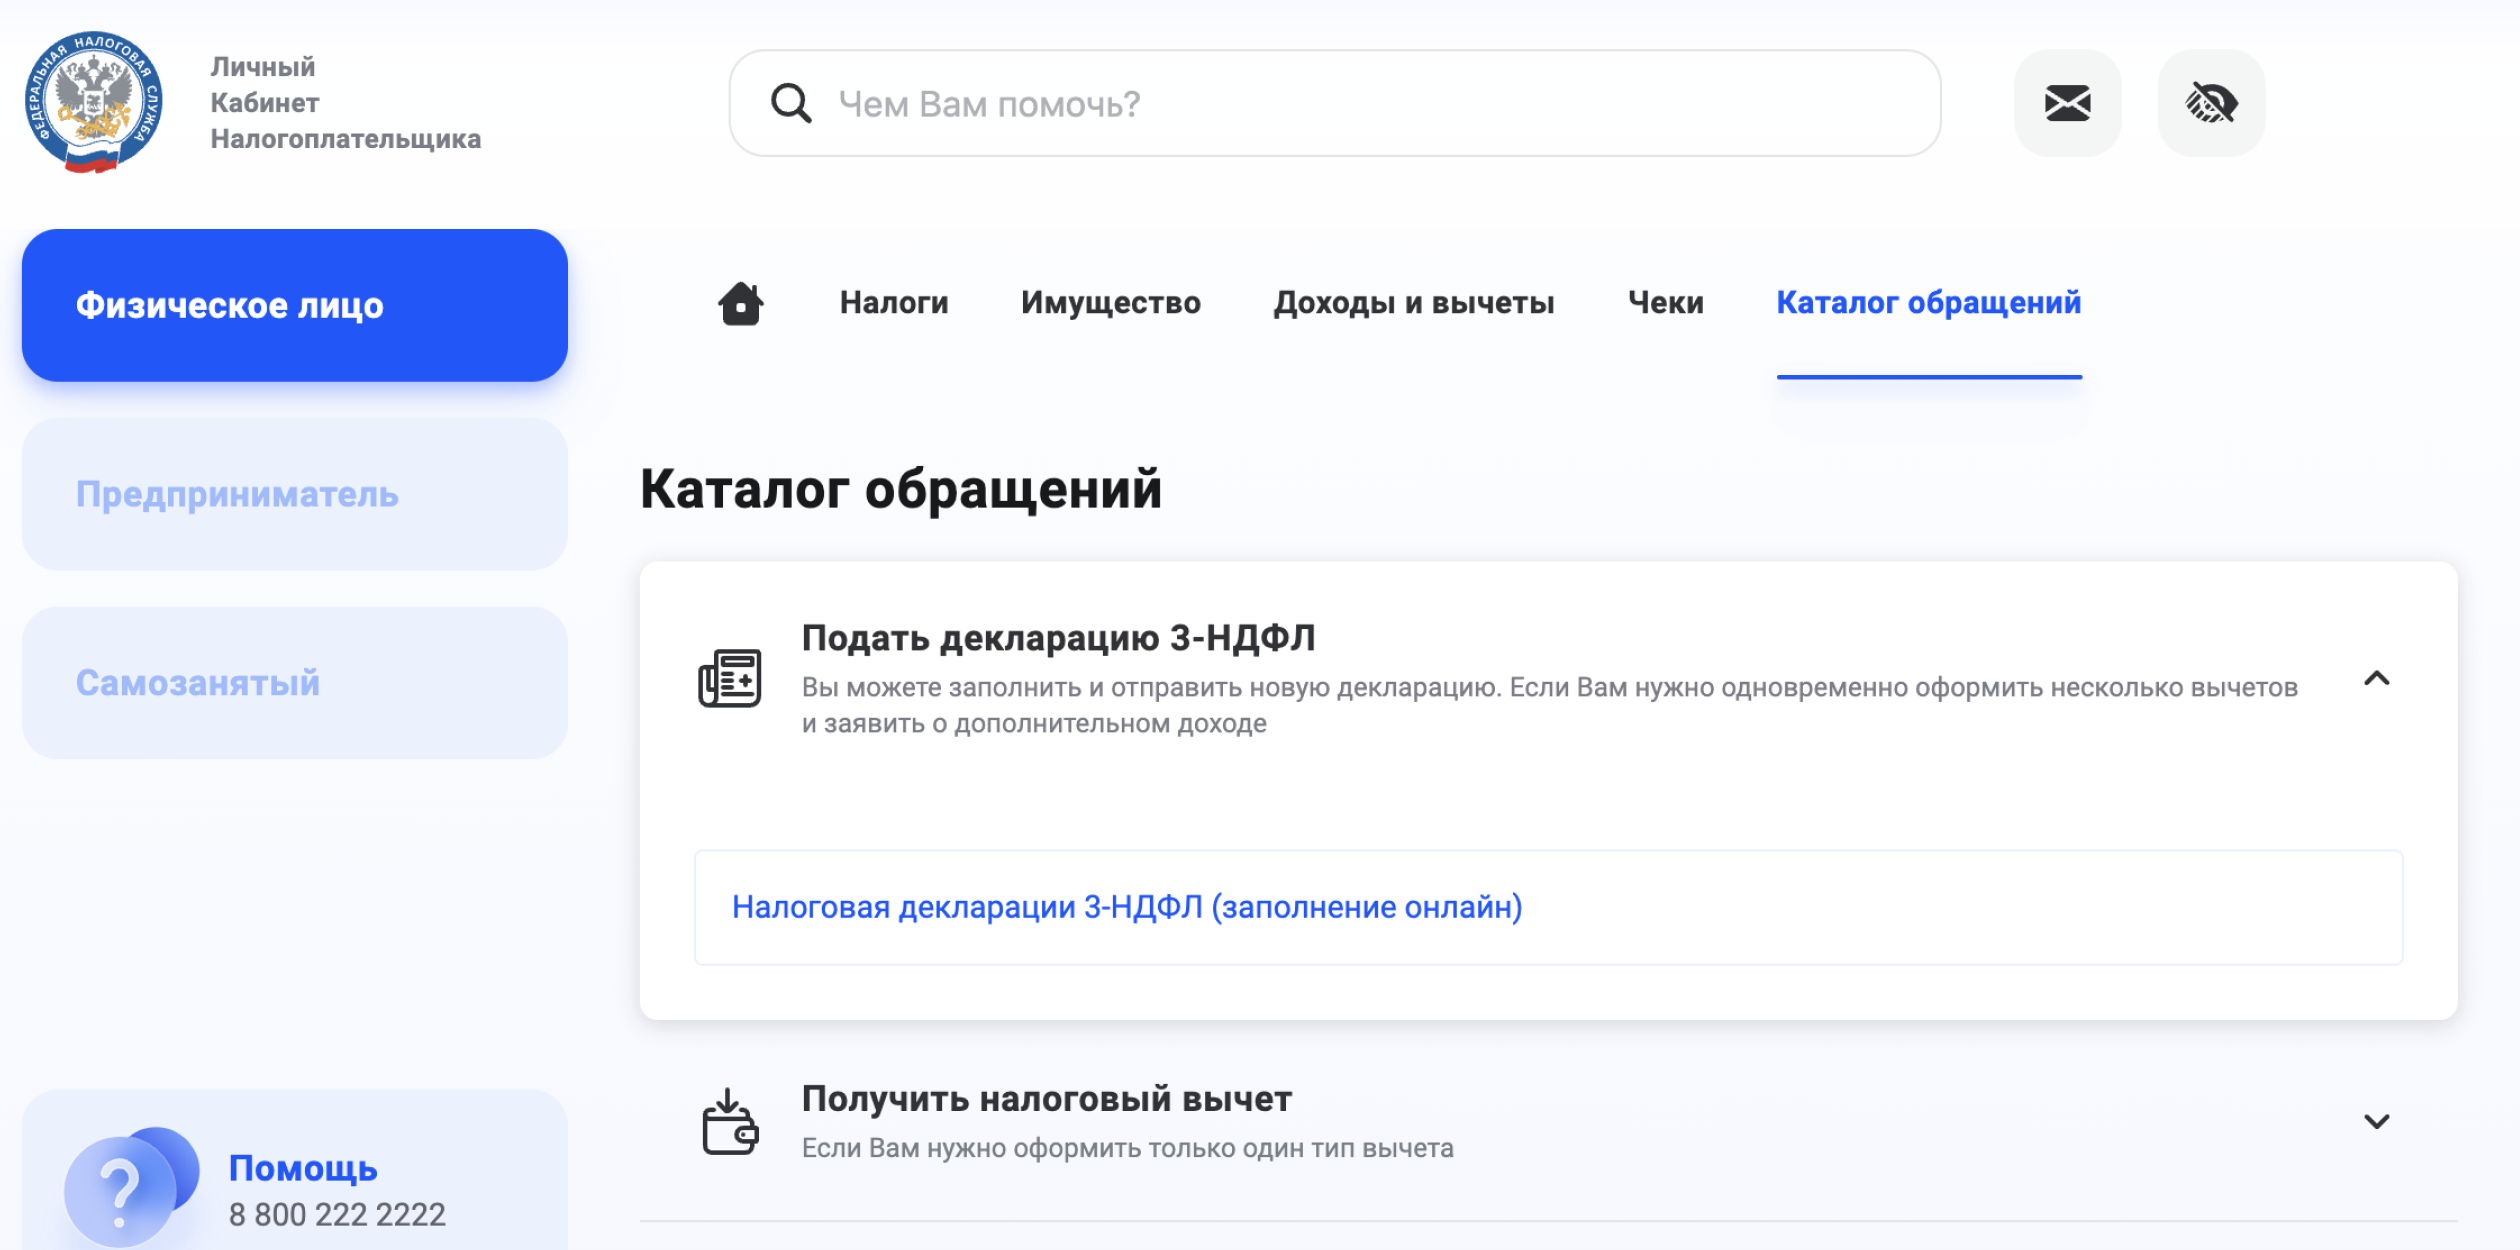 ФЕДЕРАЛЬНАЯ НАЛОГОВАЯ СЛУЖБА
Личный
Кабинет
Налогоплательщика
Чем Вам помочь?
Физическое лицо
Предприниматель
Самозанятый
Помощь
8 800 222 2222
Налоги
Имущество
Доходы и вычеты
Чеки
Каталог обращений
Каталог обращений
Подать декларацию 3-НДФЛ
Вы можете заполнить и отправить новую декларацию. Если Вам нужно одновременно оформить несколько вычетов
и заявить о дополнительном доходе
Налоговая декларации 3-НДФЛ (заполнение онлайн)
Получить налоговый вычет
Если Вам нужно оформить только один тип вычета